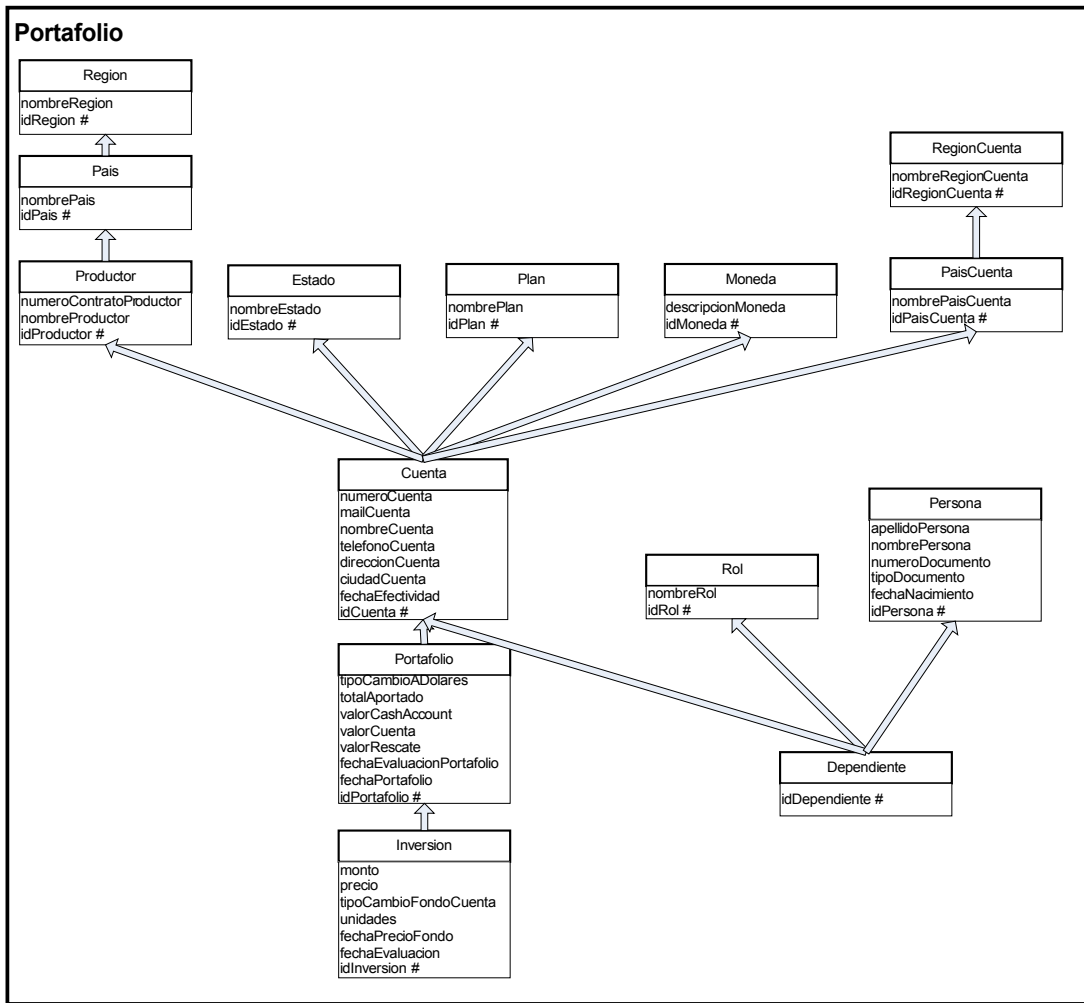 Portafolio
Region
nombreRegion
idRegion #
Pais
nombrePais
idPais #
Productor
numeroContratoProductor
nombreProductor
idProductor #
Estado
nombreEstado
idEstado #
Plan
nombrePlan
idPlan #
Moneda
descripcionMoneda
idMoneda #
RegionCuenta
nombreRegionCuenta
idRegionCuenta #
PaisCuenta
nombrePaisCuenta
idPaisCuenta #
Cuenta
numeroCuenta
mailCuenta
nombreCuenta
telefonoCuenta
direccionCuenta
ciudadCuenta
fechaEfectividad
idCuenta #
Rol
nombreRol
idRol #
Persona
apellidoPersona
nombrePersona
numeroDocumento
tipoDocumento
fechaNacimiento
idPersona #
Portafolio
tipoCambioADolares
totalAportado
valorCashAccount
valorCuenta
valorRescate
fechaEvaluacionPortafolio
fechaPortafolio
idPortafolio #
Dependiente
idDependiente #
Inversion
monto
precio
tipoCambioFondoCuenta
unidades
fechaPrecioFondo
fechaEvaluacion
idInversion #